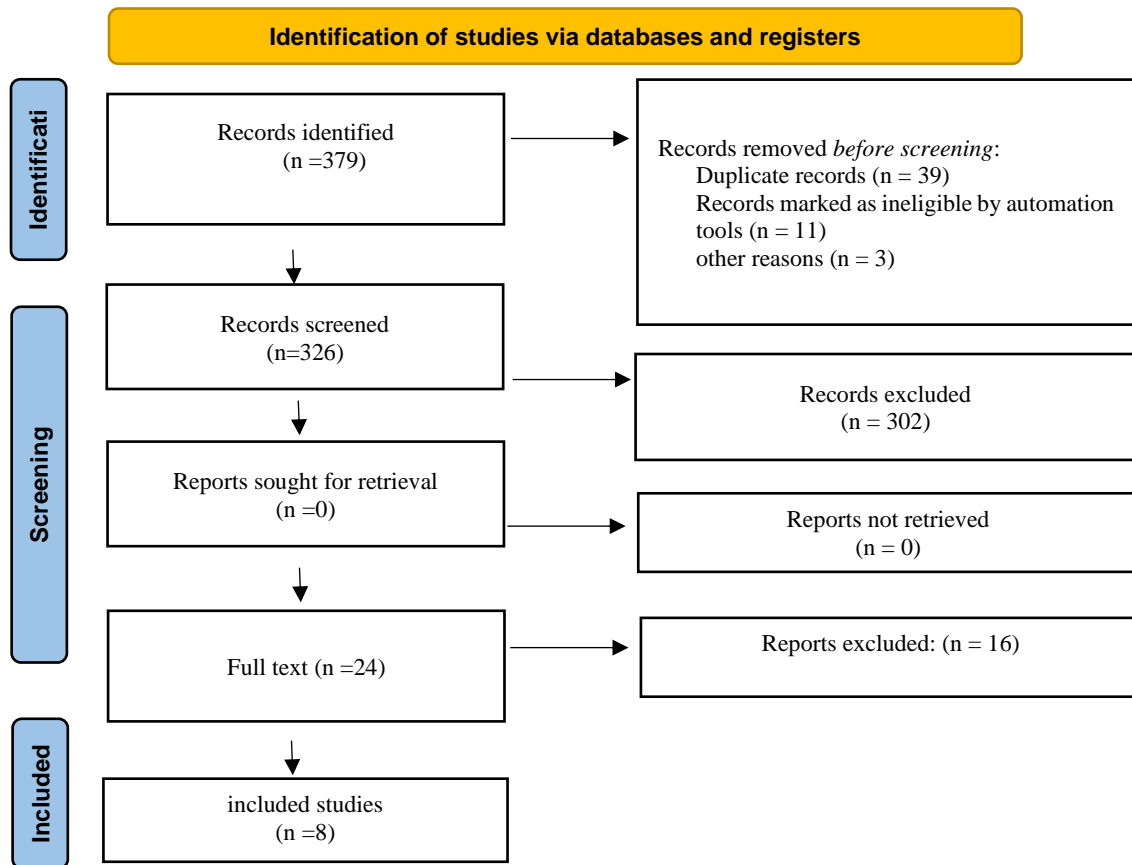 Identification of studies via databases and registers
Identificati
Records identified
(n =379)
Records removed before screening:
Duplicate records (n = 39)
Records marked as ineligible by automation
tools (n = 11)
other reasons (n = 3)
Screening
Records screened
(n=326)
Records excluded
(n = 302)
Reports sought for retrieval
(n =0)
Reports not retrieved
(n = 0)
Full text (n =24)
Reports excluded: (n = 16)
Included
included studies
(n =8)